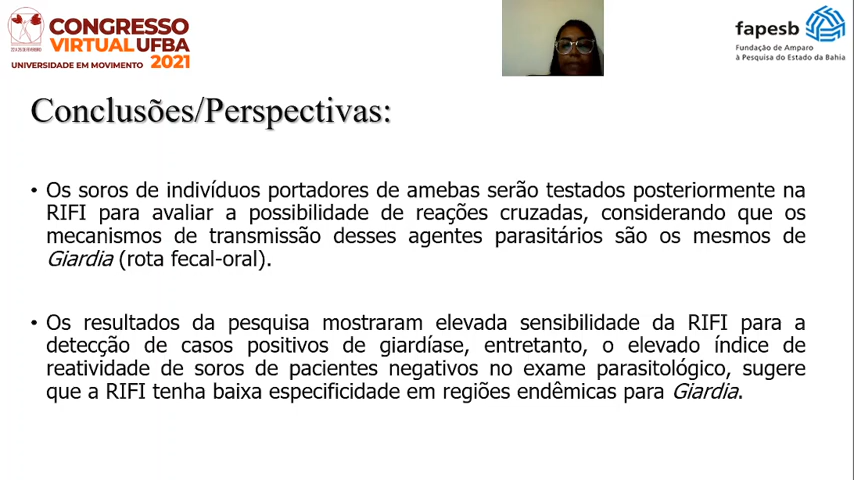 CONGRESSO
VIRTUAL UFBA
UNIVERSIDADE EM MOVIMENTO 2021
fapesb
Fundação de Amparo
à Pesquisa do Estado da Bahia
Conclusões/Perspectivas:
• Os soros de indivíduos portadores de amebas serão testados posteriormente na
RIFI para avaliar a possibilidade de reações cruzadas, considerando que os
mecanismos de transmissão desses agentes parasitários são os mesmos de
Giardia (rota fecal-oral).
• Os resultados da pesquisa mostraram elevada sensibilidade da RIFI para a
detecção de casos positivos de giardíase, entretanto, o elevado índice de
reatividade de soros de pacientes negativos no exame parasitológico, sugere
que a RIFI tenha baixa especificidade em regiões endêmicas para Giardia.